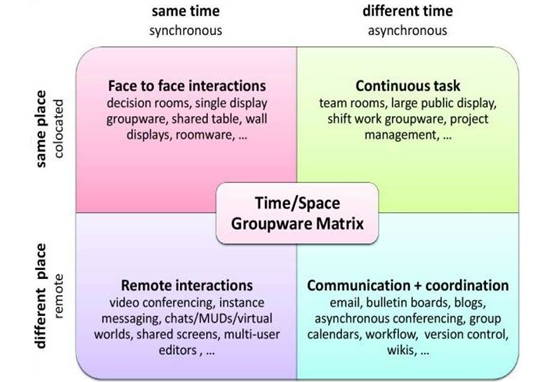 same time
synchronous
different time
asynchronous
same place
colocated
Face to face interactions
decision rooms, single display
groupware, shared table, wall
displays, roomware, ...
Continuous task
team rooms, large public display,
shift work groupware, project
management, ...
Time/Space
Groupware Matrix
different  place
remote
Remote interactions
video conferencing, instance
messaging, chats/MUDs/virtual
worlds, shared screens, multi-user
editors , ...
Communication + coordination
email, bulletin boards, blogs,
asynchronous conferencing, group
calendars, workflow,  version control,
wikis, ...